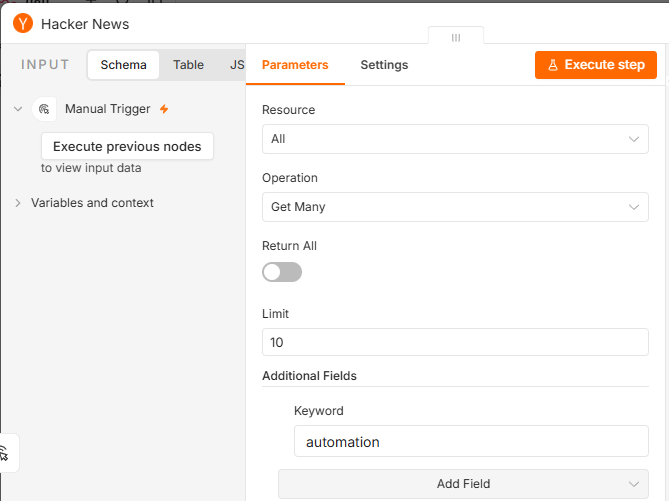 Hacker News
INPUT
Schema
Table
JS
Parameters
Settings
Execute step
Manual Trigger
Execute previous nodes
to view input data
Variables and context
Resource
All
Operation
Get Many
Return All
Limit
10
Additional Fields
Keyword
automation
Add Field